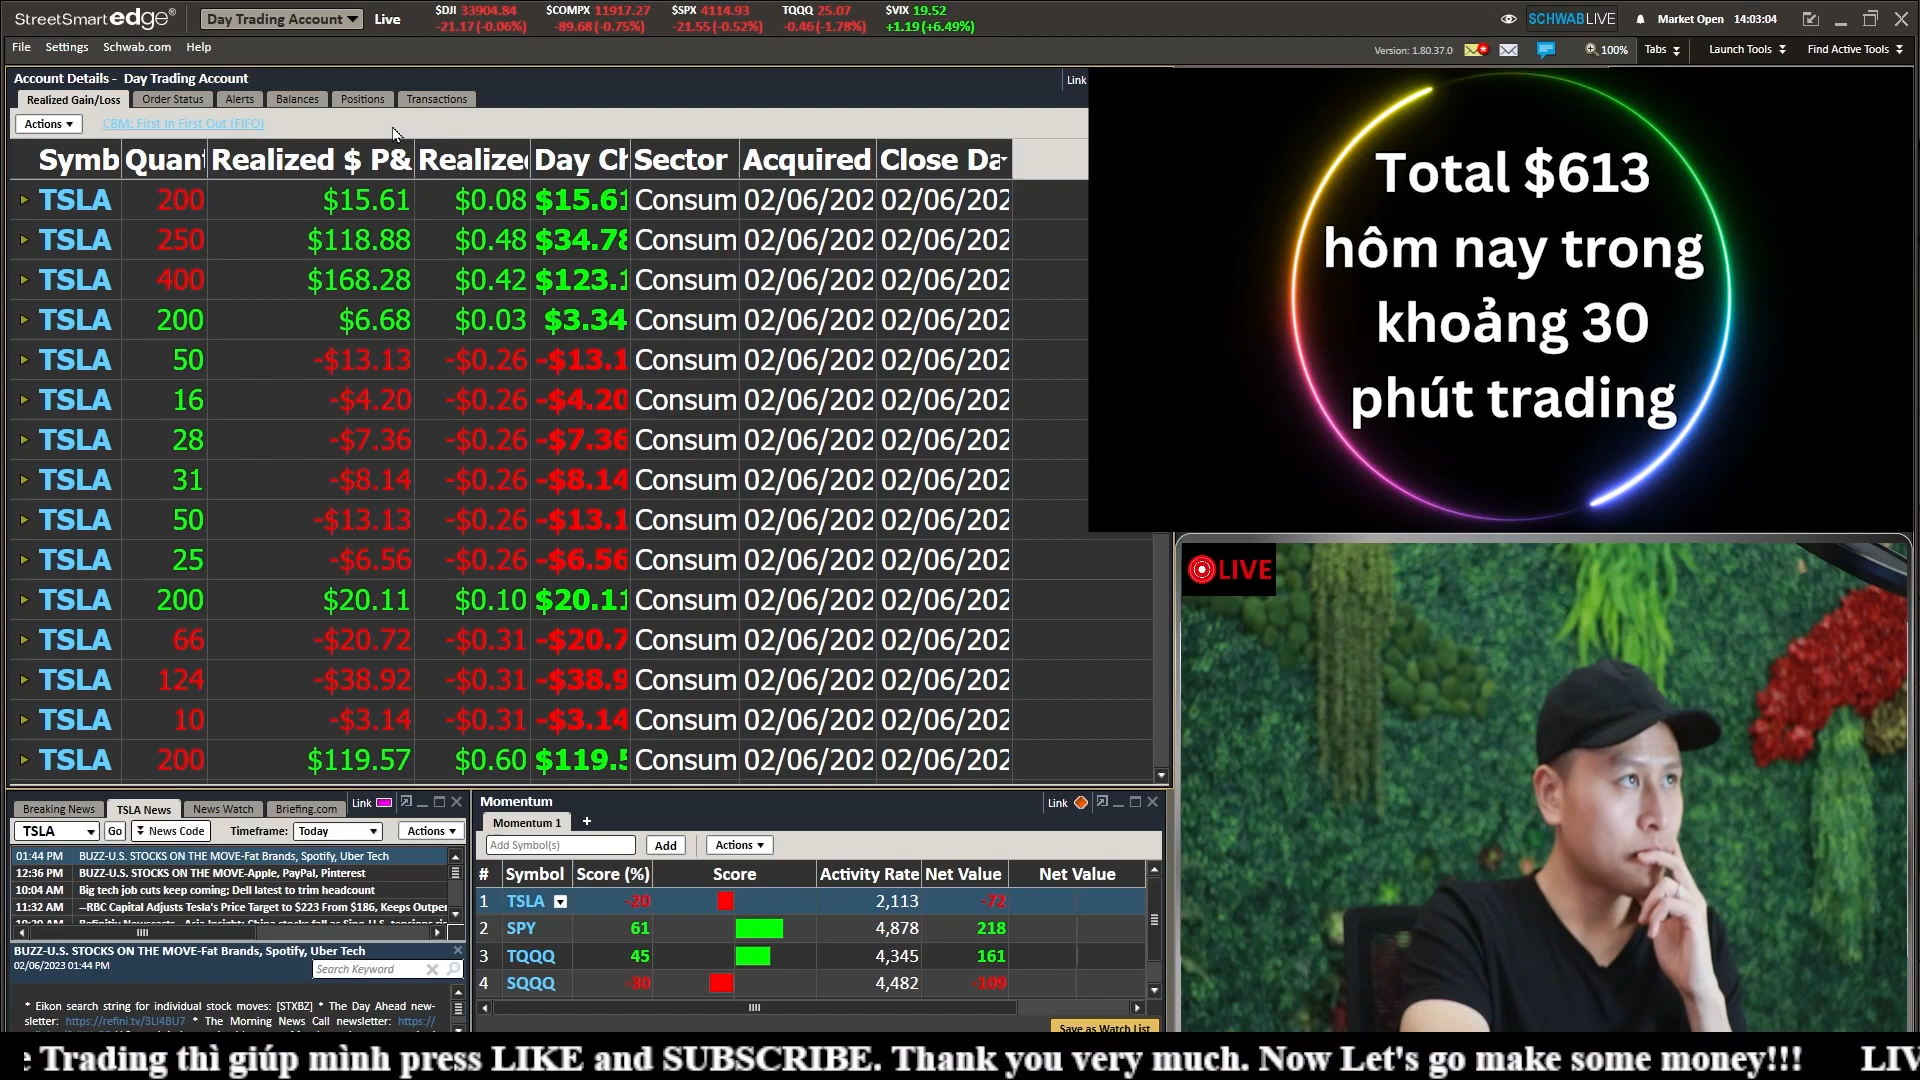 StreetSmart edge® Day Trading Account Live
$DJI 33904.84 $COMPX 11917.27 $SPX 4114.93 TQQQ 25.07 $VIX 19.52
-21.17(-0.06%) -89.68(-0.75%) -21.55(-0.52%) -0.46(-1.78%) +1.19(+6.49%)
SCHWABLIVE Market Open 14:03:04
File Settings Schwab.com Help
Version: 1.80.37.0 100% Tabs Launch Tools Find Active Tools
Account Details - Day Trading Account Link
Realized Gain/Loss Order Status Alerts Balances Positions Transactions
Actions CBM: First In First Out (FIFO)
Symb Quan Realized $ P& Realize Day Ch Sector Acquired Close Da
TSLA 200 $15.61 $0.08 $15.61 Consum 02/06/202 02/06/202
TSLA 250 $118.88 $0.48 $34.78 Consum 02/06/202 02/06/202
TSLA 400 $168.28 $0.42 $123.1 Consum 02/06/202 02/06/202
TSLA 200 $6.68 $0.03 $3.34 Consum 02/06/202 02/06/202
TSLA 50 -$13.13 -$0.26 -$13.1 Consum 02/06/202 02/06/202
TSLA 16 -$4.20 -$0.26 -$4.20 Consum 02/06/202 02/06/202
TSLA 28 -$7.36 -$0.26 -$7.36 Consum 02/06/202 02/06/202
TSLA 31 -$8.14 -$0.26 -$8.14 Consum 02/06/202 02/06/202
TSLA 50 -$13.13 -$0.26 -$13.1 Consum 02/06/202 02/06/202
TSLA 25 -$6.56 -$0.26 -$6.56 Consum 02/06/202 02/06/202
TSLA 200 $20.11 $0.10 $20.11 Consum 02/06/202 02/06/202
TSLA 66 -$20.72 -$0.31 -$20.7 Consum 02/06/202 02/06/202
TSLA 124 -$38.92 -$0.31 -$38.9 Consum 02/06/202 02/06/202
TSLA 10 -$3.14 -$0.31 -$3.14 Consum 02/06/202 02/06/202
TSLA 200 $119.57 $0.60 $119.5 Consum 02/06/202 02/06/202
Total $613
hôm nay trong
khoảng 30
phút trading
LIVE
Breaking News TSLA News News Watch Briefing.com Link
TSLA Go News Code Timeframe: Today Actions
01:44 PM BUZZ-U.S. STOCKS ON THE MOVE-Fat Brands, Spotify, Uber Tech
12:36 PM BUZZ-U.S. STOCKS ON THE MOVE-Apple, PayPal, Pinterest
10:04 AM Big tech job cuts keep coming; Dell latest to trim headcount
11:32 AM --RBC Capital Adjusts Tesla's Price Target to $223 From $186, Keeps Outper
BUZZ-U.S. STOCKS ON THE MOVE-Fat Brands, Spotify, Uber Tech
02/06/2023 01:44 PM Search Keyword
* Eikon search string for individual stock moves: [STXBZ] * The Day Ahead new-
sletter: https://refini.tv/3LI4BU7 * The Morning News Call newsletter: https://
Momentum Link
Momentum 1 +
Add Symbol(s) Add Actions
# Symbol Score (%) Score Activity Rate Net Value Net Value
1 TSLA -20 2,113 -72
2 SPY 61 4,878 218
3 TQQQ 45 4,345 161
4 SQQQ -30 4,482 -109
Save as Watch List
e Trading thì giúp mình press LIKE and SUBSCRIBE. Thank you very much. Now Let's go make some money!!! LIV